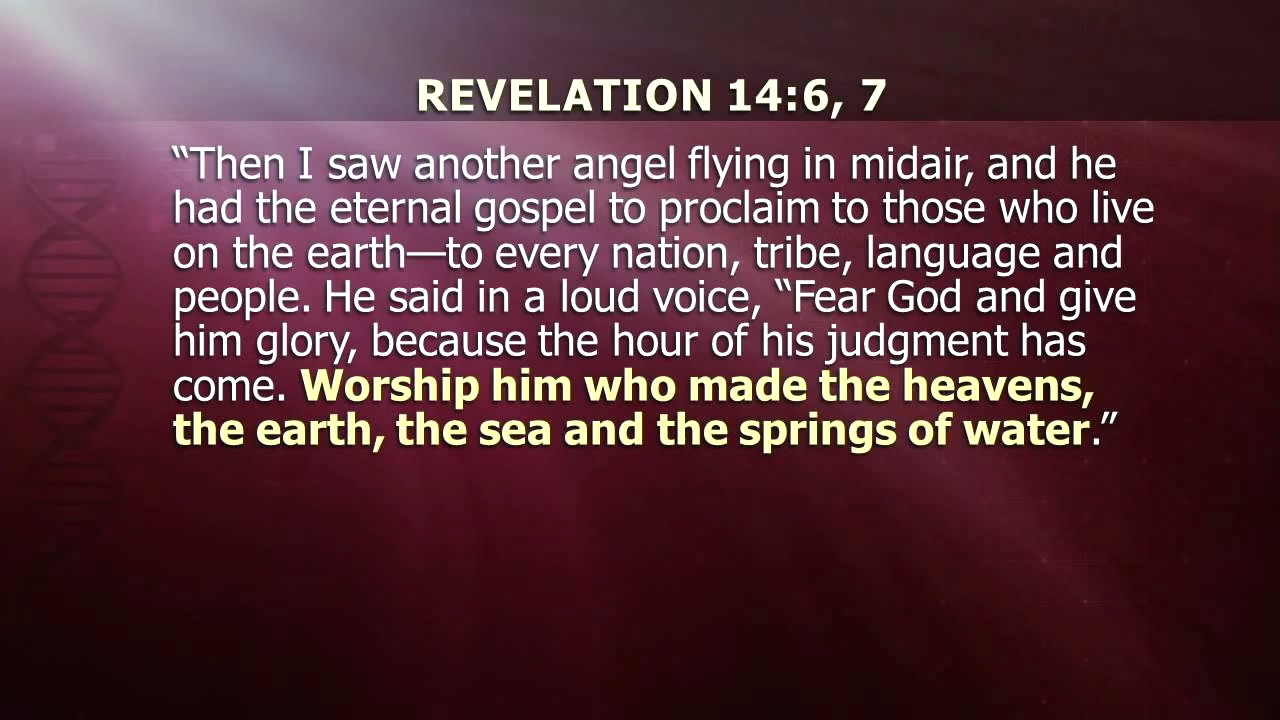 REVELATION 14:6, 7
“Then I saw another angel flying in midair, and he
had the eternal gospel to proclaim to those who live
on the earth—to every nation, tribe, language and
people. He said in a loud voice, “Fear God and give
him glory, because the hour of his judgment has
come. Worship him who made the heavens,
the earth, the sea and the springs of water.”